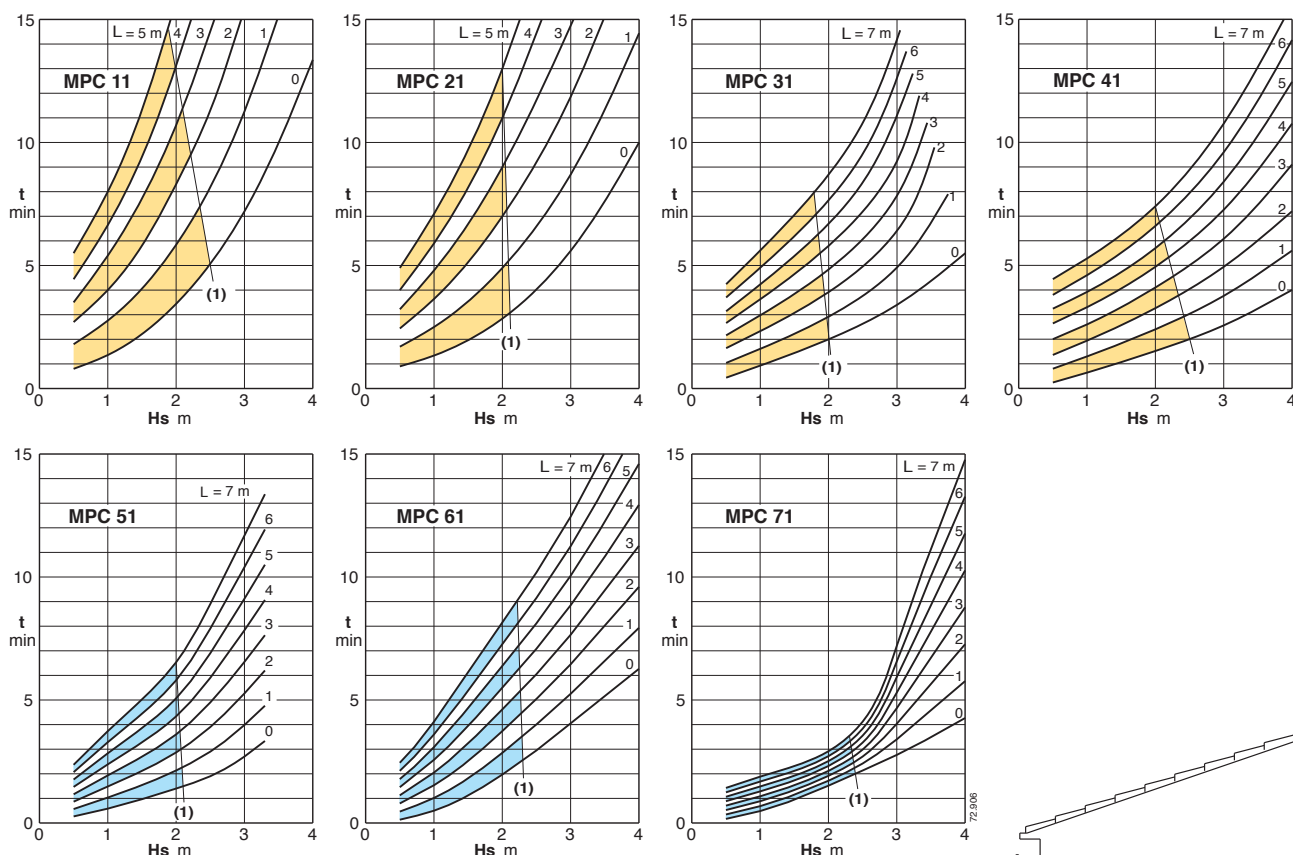 15
L = 5 m 4 3 2 1 0
MPC 11
10
t
min
5
(1)
0
0 1 2 3 4
Hs m
15
L = 5 m 4 3 2 1 0
MPC 21
10
t
min
5
(1)
0
0 1 2 3 4
Hs m
15
L = 7 m
6
5
4
3
2
1
0
MPC 31
10
t
min
5
(1)
0
0 1 2 3 4
Hs m
15
L = 7 m
6
5
4
3
2
1
0
MPC 41
10
t
min
5
(1)
0
0 1 2 3 4
Hs m
15
L = 7 m
6
5
4
3
2
1
0
MPC 51
10
t
min
5
(1)
0
0 1 2 3 4
Hs m
15
L = 7 m 6 5
4
3
2
1
0
MPC 61
10
t
min
5
(1)
0
0 1 2 3 4
Hs m
15
L = 7 m
6
5
4
3
2
1
0
MPC 71
10
t
min
5
(1)
0
0 1 2 3 4
Hs m
72.906